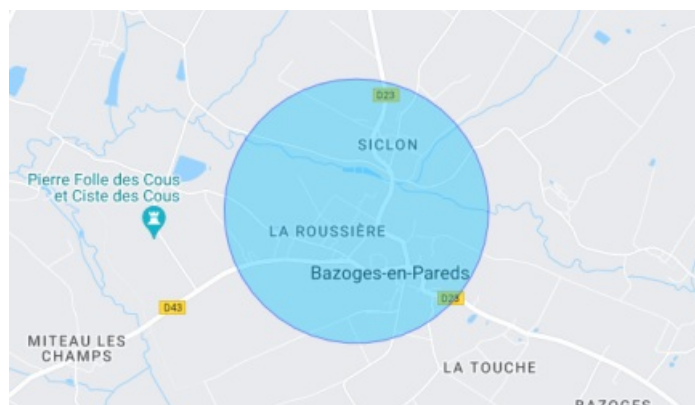 D23
SICLON
Pierre Folle des Cous
et Ciste des Cous
LA ROUSSIÈRE
Bazoges-en-Pareds
D23
D43
MITEAU LES
CHAMPS
LA TOUCHE
BAZOGES